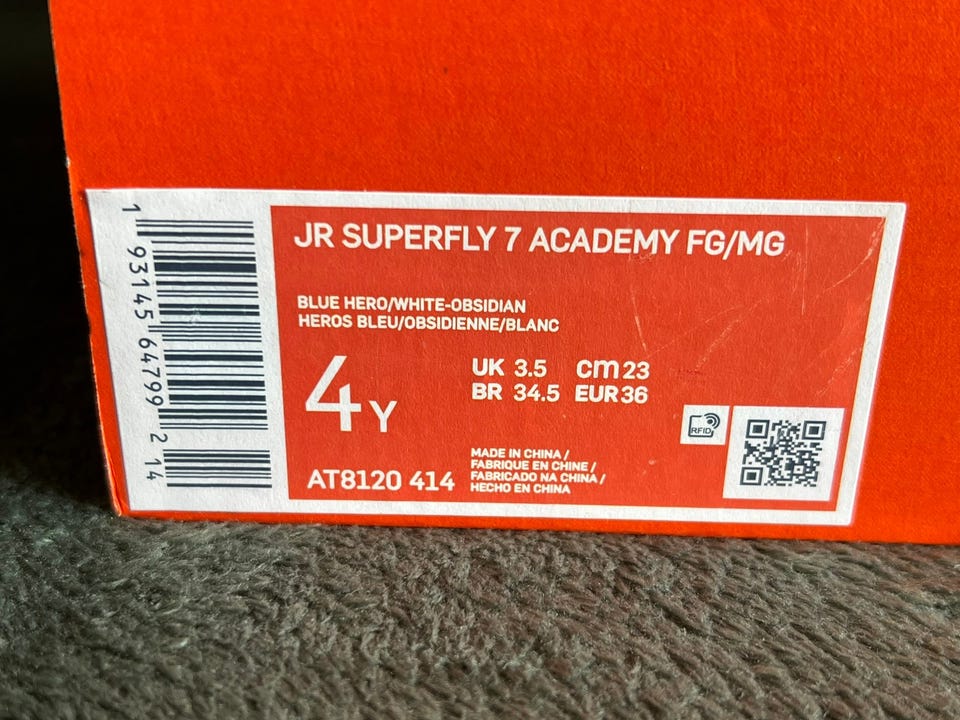 1 93145 64799 2 14
JR SUPERFLY 7 ACADEMY FG/MG
BLUE HERO/WHITE-OBSIDIAN
HEROS BLEU/OBSIDIENNE/BLANC
4Y
UK 3.5 cm 23
BR 34.5 EUR 36
RFID
AT8120 414
MADE IN CHINA /
FABRIQUE EN CHINE /
FABRICADO NA CHINA /
HECHO EN CHINA